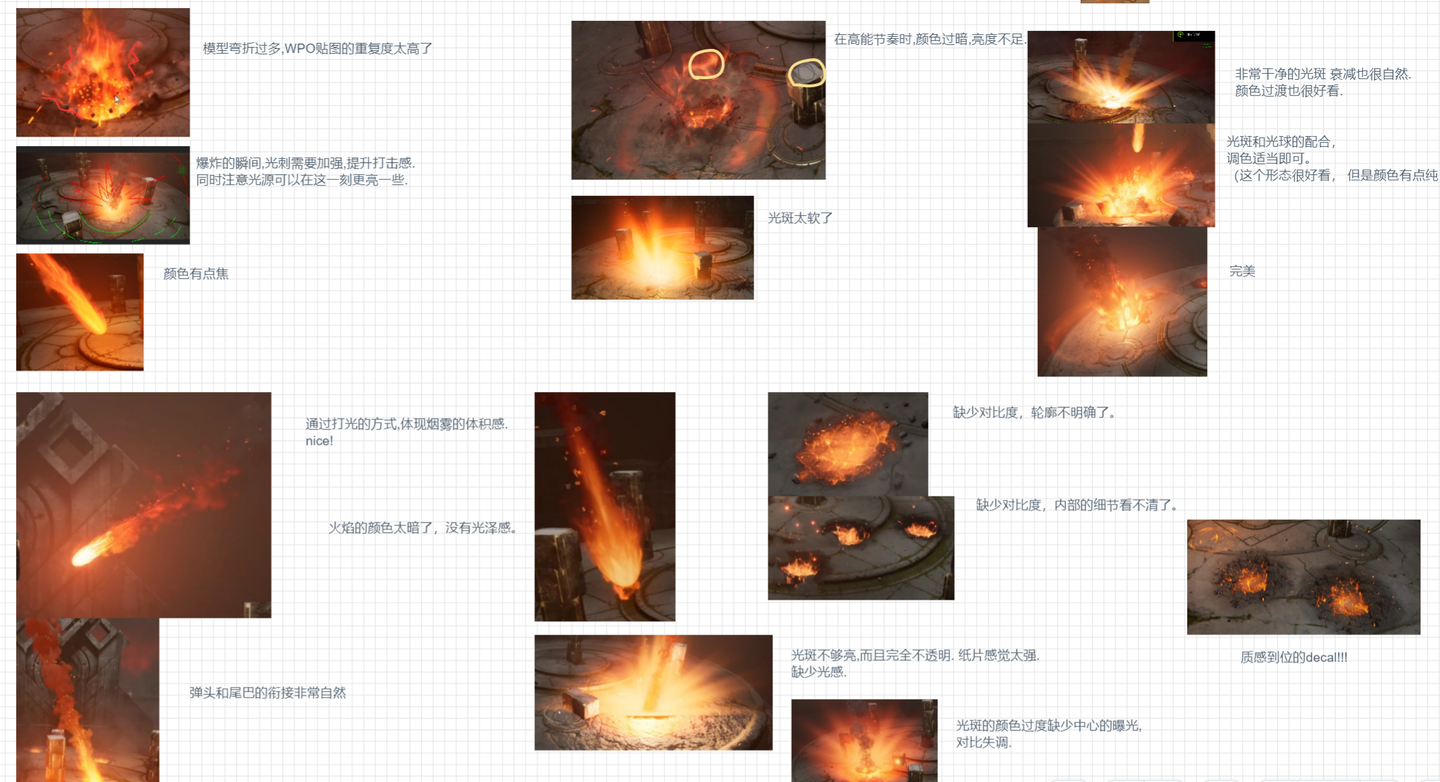 模型弯折过多,WPO贴图的重复度太高了
爆炸的瞬间,光刺需要加强,提升打击感.
同时注意光源可以在这一刻更亮一些.
颜色有点焦
在高能节奏时,颜色过暗,亮度不足.
光斑太软了
非常干净的光斑 衰减也很自然.
颜色过渡也很好看.
光斑和光球的配合，
调色适当即可。
（这个形态很好看， 但是颜色有点纯
完美
通过打光的方式,体现烟雾的体积感.
nice!
火焰的颜色太暗了，没有光泽感。
弹头和尾巴的衔接非常自然
缺少对比度，轮廓不明确了。
缺少对比度，内部的细节看不清了。
质感到位的decal!!!
光斑不够亮,而且完全不透明. 纸片感觉太强.
缺少光感.
光斑的颜色过度缺少中心的曝光,
对比失调.